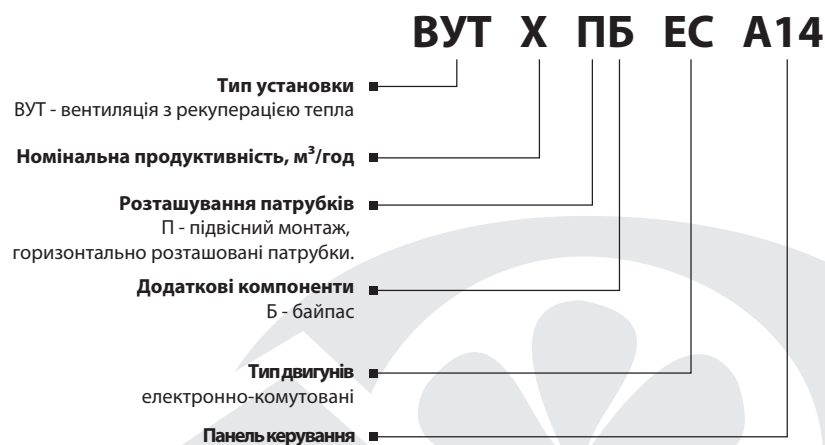 ВУТ Х ПБ ЕС А14
Тип установки
ВУТ - вентиляція з рекуперацією тепла
Номінальна продуктивність, м³/год
Розташування патрубків
П - підвісний монтаж,
горизонтально розташовані патрубки.
Додаткові компоненти
Б - байпас
Тип двигунів
електронно-комутовані
Панель керування